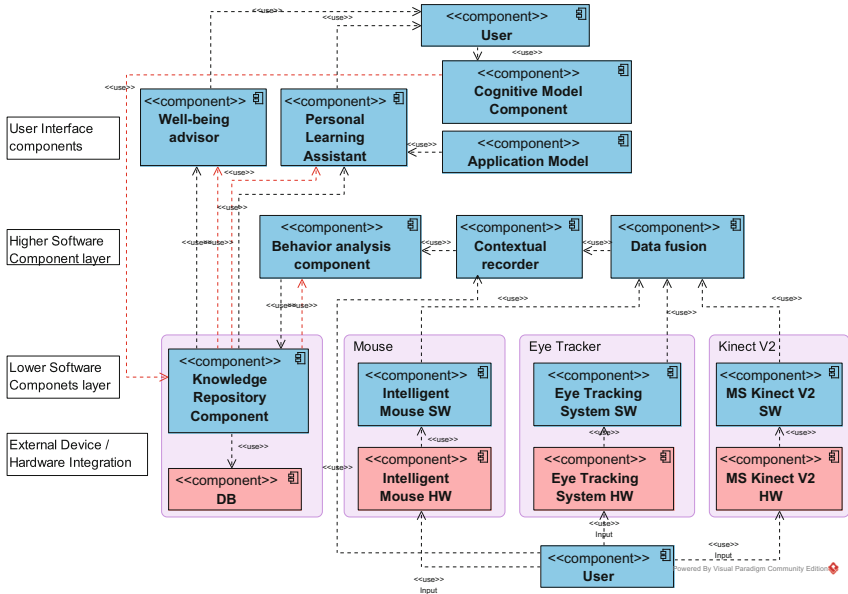 <<component>>
User
<<use>>
<<use>>
<<use>>
<<component>>
Cognitive Model
Component
<<use>>
<<component>>
Well-being
advisor
<<component>>
Personal
Learning
Assistant
User Interface
components
<<use>>
<<component>>
Application Model
<<use>>
<<use>>
Higher Software
Component layer
<<use>>
<<use>>
<<component>>
Behavior analysis
component
<<use>>
<<component>>
Contextual
recorder
<<use>>
<<component>>
Data fusion
<<use>>
<<use>>
<<use>>
<<use>>
<<use>>
Mouse
Eye Tracker
Kinect V2
Lower Software
Componets layer
<<component>>
Knowledge
Repository
Component
<<component>>
Intelligent
Mouse SW
<<component>>
Eye Tracking
System SW
<<component>>
MS Kinect V2
SW
External Device /
Hardware Integration
<<use>>
<<use>>
<<use>>
<<use>>
<<use>>
<<component>>
DB
<<component>>
Intelligent
Mouse HW
<<component>>
Eye Tracking
System HW
<<component>>
MS Kinect V2
HW
<<use>>
Input
<<use>>
Input
<<component>>
User
<<use>>
Input
Powered By Visual Paradigm Community Edition